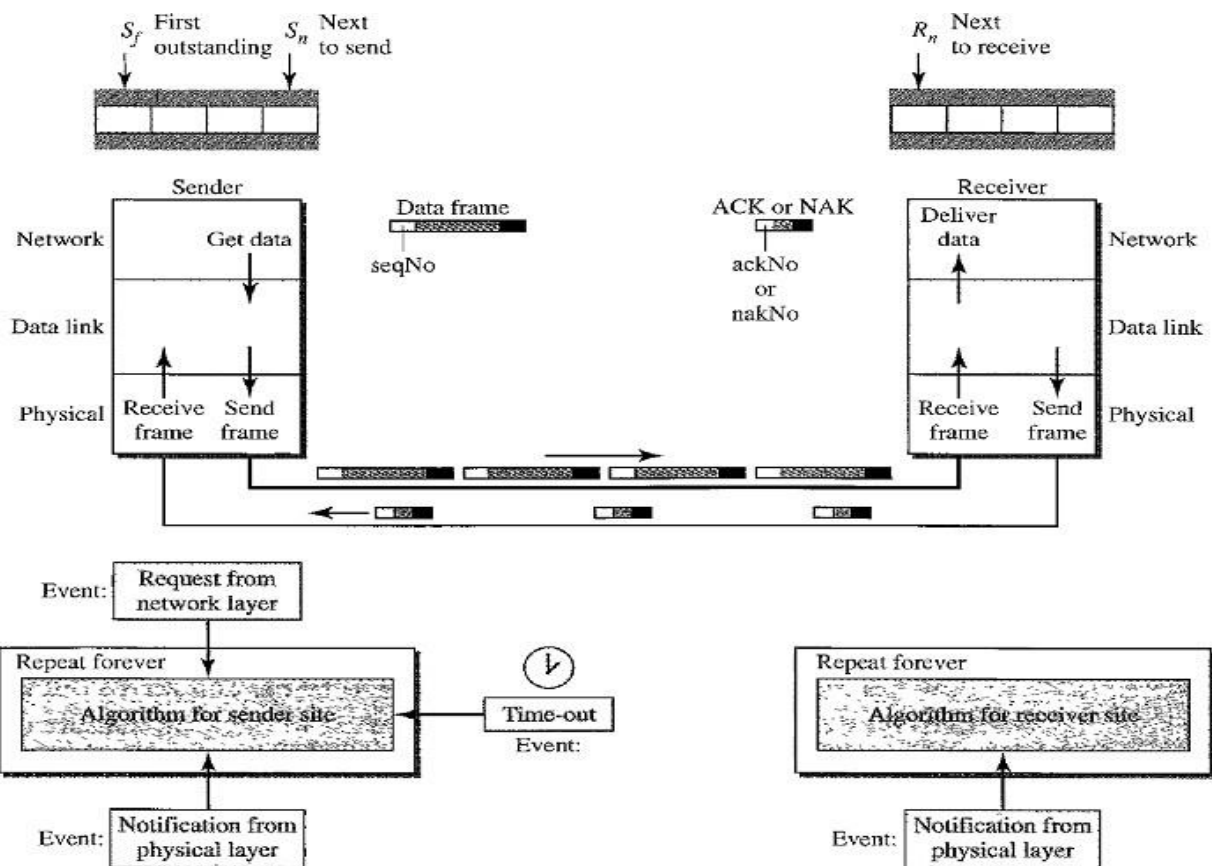 S_f First
outstanding
S_n Next
to send
R_n Next
to receive
Sender
Receiver
Data frame
ACK or NAK
Network
Get data
seqNo
ackNo
or
nakNo
Deliver
data
Network
Data link
Data link
Physical
Receive
frame
Send
frame
Receive
frame
Send
frame
Physical
Event:
Request from
network layer
Repeat forever
Algorithm for sender site
Time-out
Event:
Event:
Notification from
physical layer
Repeat forever
Algorithm for receiver site
Event:
Notification from
physical layer